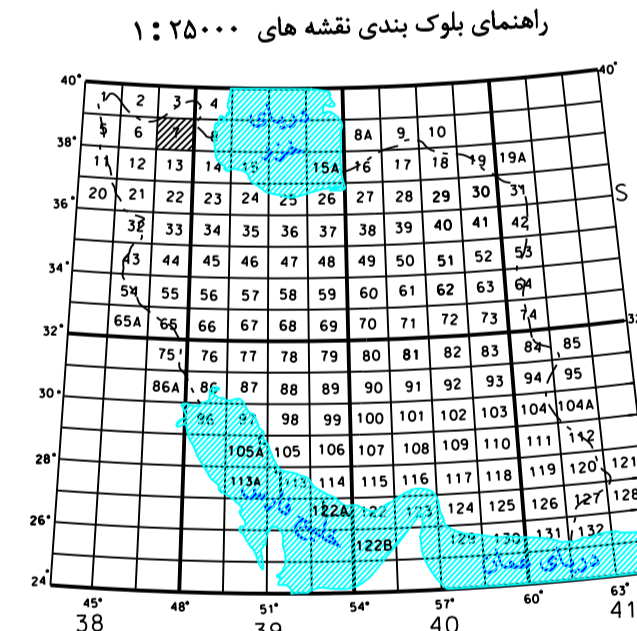 راهنمای بلوک بندی نقشه های ۱:۲۵۰۰۰
40° 40°
1 2 3 4
دریای
5 6 7 8A 9 10
38°
خزر
11 12 13 14 15 15A 16 17 18 19 19A
36° 20 21 22 23 24 25 26 27 28 29 30 31 S
32 33 34 35 36 37 38 39 40 41 42
34° 43 44 45 46 47 48 49 50 51 52 53
54 55 56 57 58 59 60 61 62 63 64
32° 65A 65 66 67 68 69 70 71 72 73 74
75 76 77 78 79 80 81 82 83 84 85
30° 86A 86 87 88 89 90 91 92 93 94 95
96 97 98 99 100 101 102 103 104 104A
28° 105A 105 106 107 108 109 110 111 112
113A 113 114 115 116 117 118 119 120 121
خلیج فارس
26° 122A 122 123 124 125 126 127 128
122B 129 130 131 132
دریای عمان
24°
45° 48° 51° 54° 57° 60° 63°
38 39 40 41